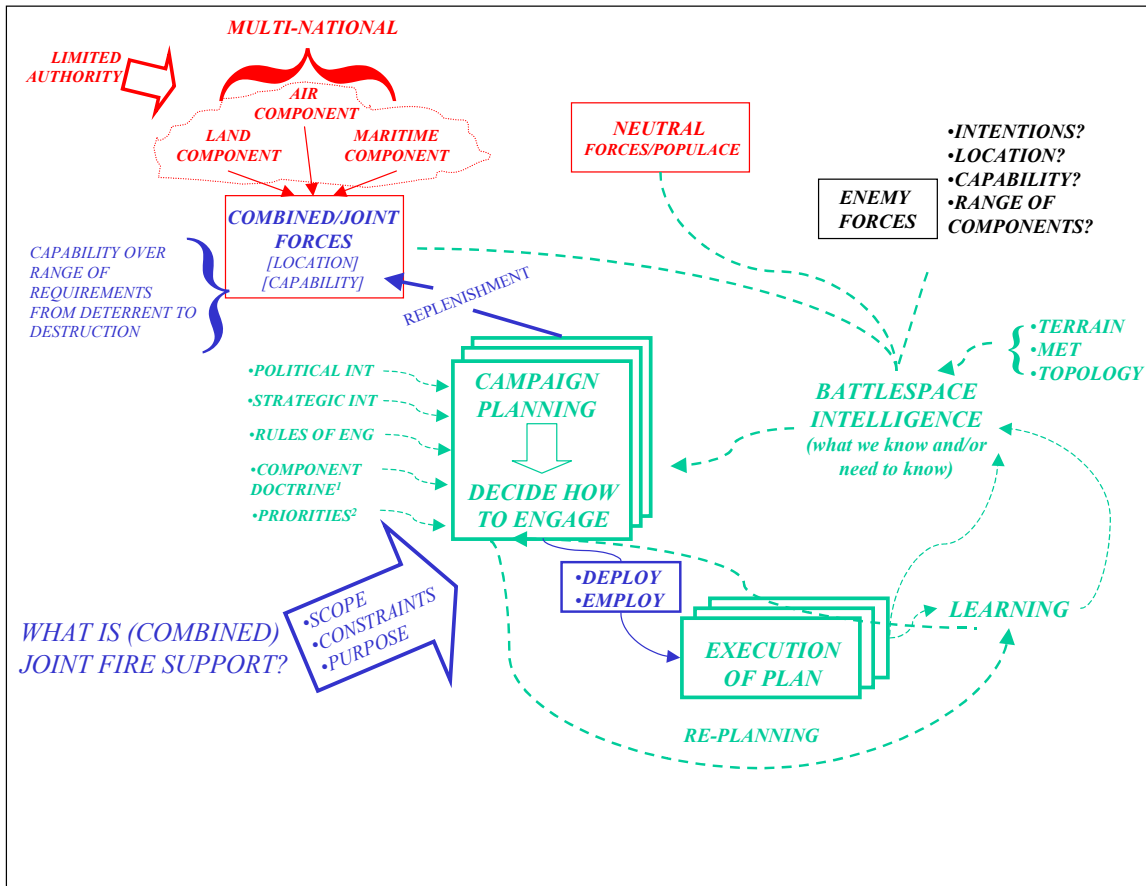 MULTI-NATIONAL
LIMITED
AUTHORITY
AIR
COMPONENT
LAND
COMPONENT
MARITIME
COMPONENT
NEUTRAL
FORCES/POPULACE
•INTENTIONS?
•LOCATION?
•CAPABILITY?
•RANGE OF
COMPONENTS?
ENEMY
FORCES
COMBINED/JOINT
FORCES
[LOCATION]
[CAPABILITY]
CAPABILITY OVER
RANGE OF
REQUIREMENTS
FROM DETERRENT TO
DESTRUCTION
REPLENISHMENT
•TERRAIN
•MET
•TOPOLOGY
•POLITICAL INT
•STRATEGIC INT
•RULES OF ENG
•COMPONENT
DOCTRINE¹
•PRIORITIES²
CAMPAIGN
PLANNING
DECIDE HOW
TO ENGAGE
BATTLESPACE
INTELLIGENCE
(what we know and/or
need to know)
•DEPLOY
•EMPLOY
LEARNING
WHAT IS (COMBINED)
JOINT FIRE SUPPORT?
•SCOPE
•CONSTRAINTS
•PURPOSE
EXECUTION
OF PLAN
RE-PLANNING